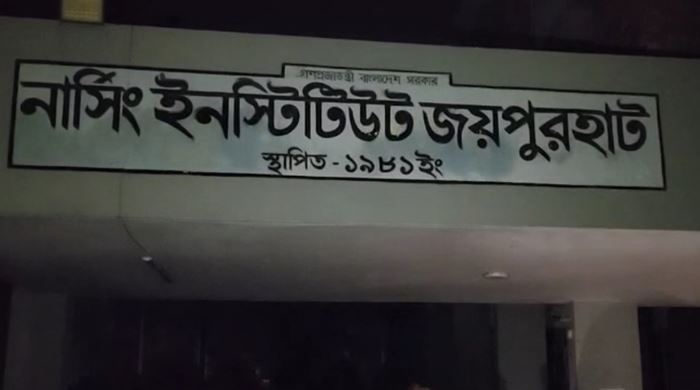 গণপ্রজাতন্ত্রী বাংলাদেশ সরকার
নার্সিং ইনস্টিটিউট জয়পুরহাট
স্থাপিত - ১৯৮১ইং